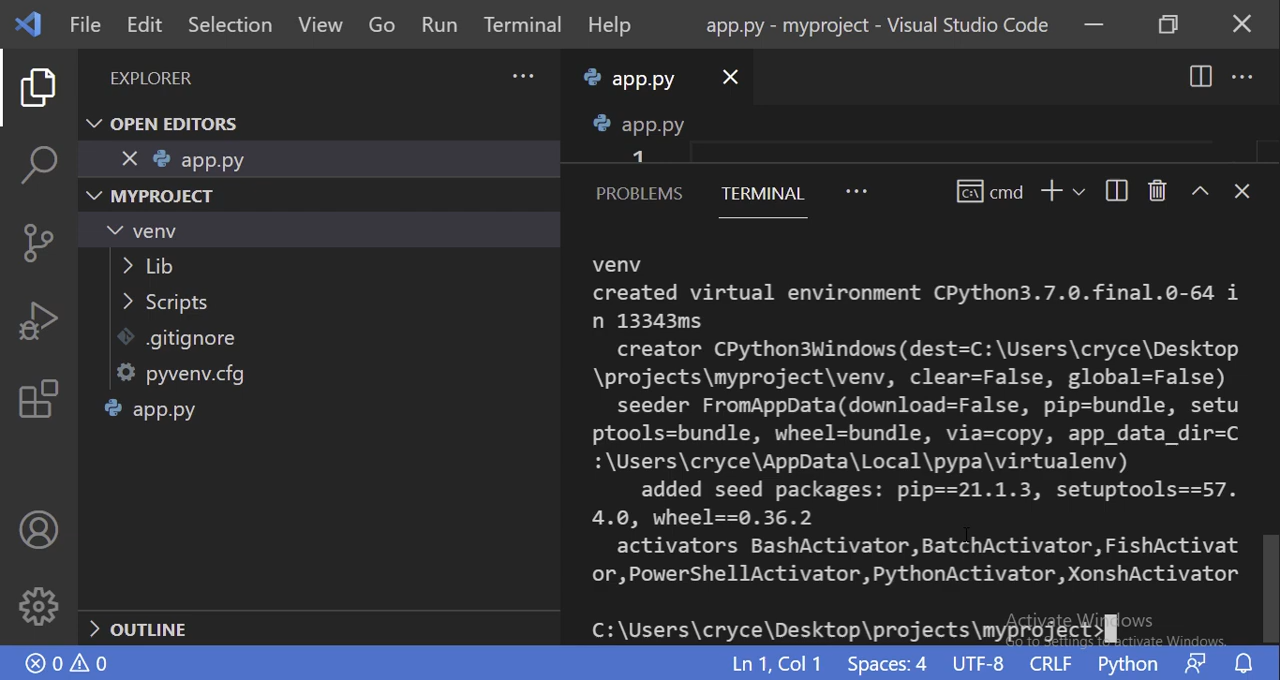 File Edit Selection View Go Run Terminal Help app.py - myproject - Visual Studio Code
EXPLORER
OPEN EDITORS
app.py
MYPROJECT
venv
Lib
Scripts
.gitignore
pyvenv.cfg
app.py
OUTLINE
app.py
app.py
1
PROBLEMS TERMINAL cmd
venv
created virtual environment CPython3.7.0.final.0-64 i
n 13343ms
creator CPython3Windows(dest=C:\Users\cryce\Desktop
\projects\myproject\venv, clear=False, global=False)
seeder FromAppData(download=False, pip=bundle, setu
ptools=bundle, wheel=bundle, via=copy, app_data_dir=C
:\Users\cryce\AppData\Local\pypa\virtualenv)
added seed packages: pip==21.1.3, setuptools==57.
4.0, wheel==0.36.2
activators BashActivator,BatchActivator,FishActivat
or,PowerShellActivator,PythonActivator,XonshActivator
C:\Users\cryce\Desktop\projects\myproject>
Activate Windows
Go to Settings to activate Windows.
0 0 Ln 1, Col 1 Spaces: 4 UTF-8 CRLF Python